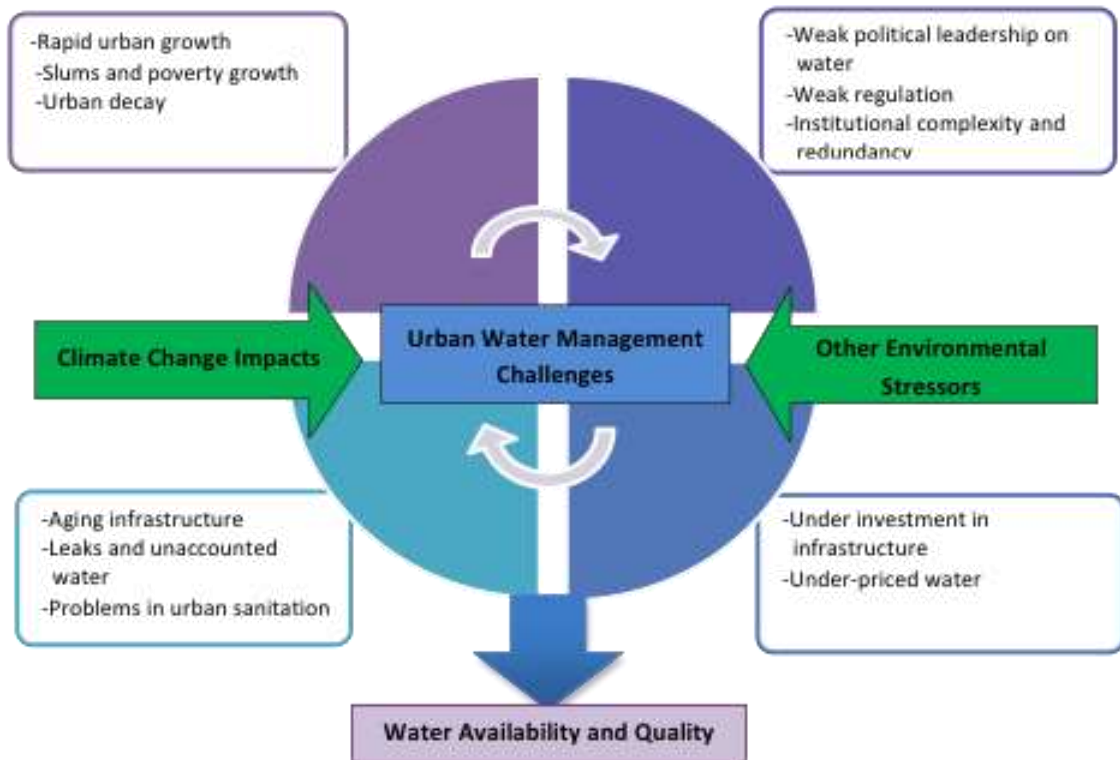 -Rapid urban growth
-Slums and poverty growth
-Urban decay
-Weak political leadership on
water
-Weak regulation
-Institutional complexity and
redundancy
Climate Change Impacts
Urban Water Management
Challenges
Other Environmental
Stressors
-Aging infrastructure
-Leaks and unaccounted
water
-Problems in urban sanitation
-Under investment in
infrastructure
-Under-priced water
Water Availability and Quality